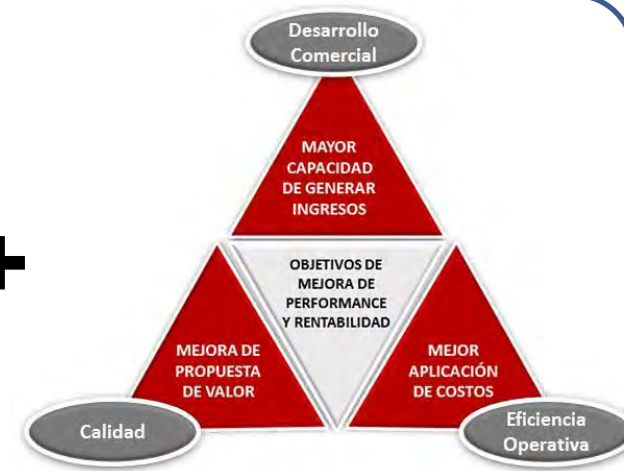 Desarrollo
Comercial
MAYOR
CAPACIDAD
DE GENERAR
INGRESOS
OBJETIVOS DE
MEJORA DE
PERFORMANCE
Y RENTABILIDAD
MEJORA DE
PROPUESTA
DE VALOR
MEJOR
APLICACIÓN
DE COSTOS
Calidad
Eficiencia
Operativa
+